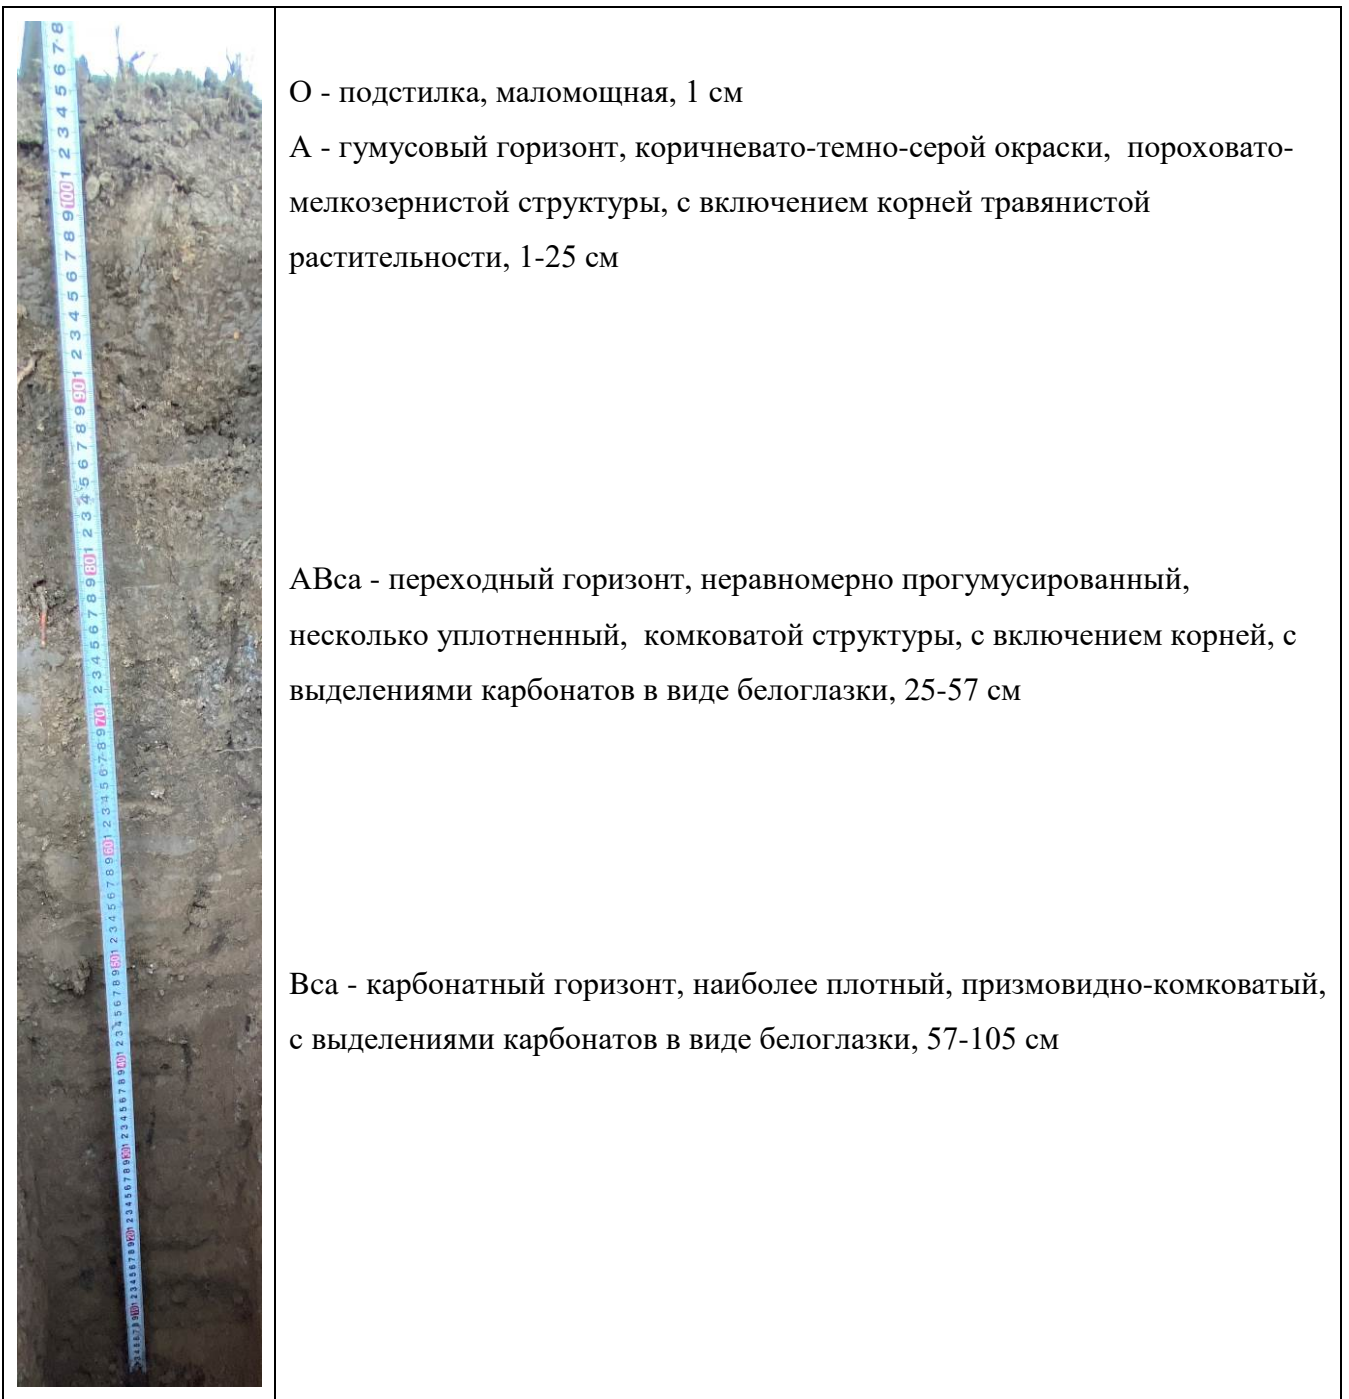 О - подстилка, маломощная, 1 см
А - гумусовый горизонт, коричневато-темно-серой окраски, пороховато-
мелкозернистой структуры, с включением корней травянистой
растительности, 1-25 см
АВса - переходный горизонт, неравномерно прогумусированный,
несколько уплотненный, комковатой структуры, с включением корней, с
выделениями карбонатов в виде белоглазки, 25-57 см
Вса - карбонатный горизонт, наиболее плотный, призмовидно-комковатый,
с выделениями карбонатов в виде белоглазки, 57-105 см